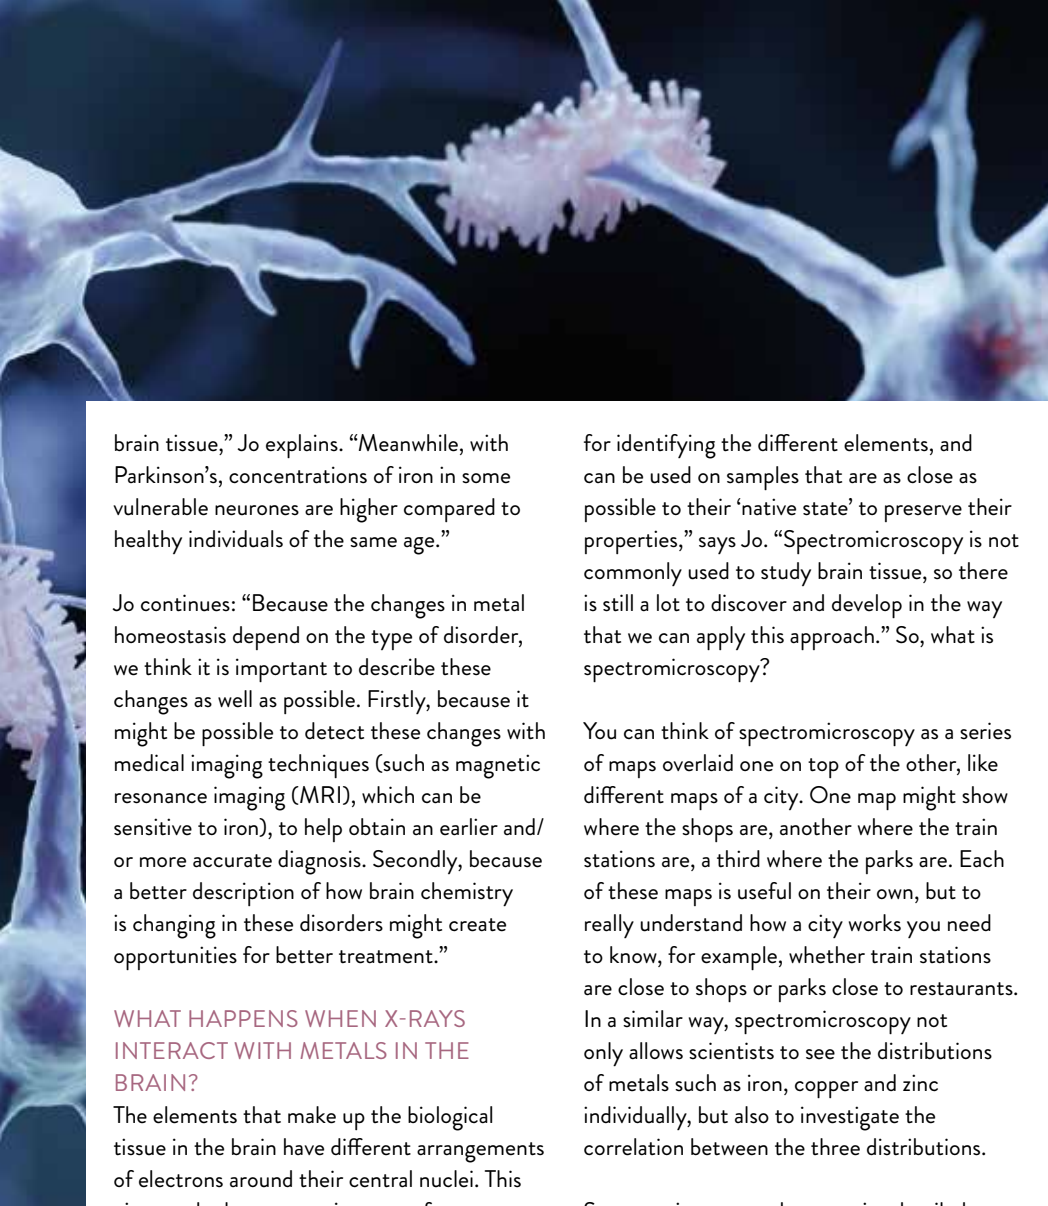 brain tissue,” Jo explains. “Meanwhile, with
Parkinson’s, concentrations of iron in some
vulnerable neurones are higher compared to
healthy individuals of the same age.”
Jo continues: “Because the changes in metal
homeostasis depend on the type of disorder,
we think it is important to describe these
changes as well as possible. Firstly, because it
might be possible to detect these changes with
medical imaging techniques (such as magnetic
resonance imaging (MRI), which can be
sensitive to iron), to help obtain an earlier and/
or more accurate diagnosis. Secondly, because
a better description of how brain chemistry
is changing in these disorders might create
opportunities for better treatment.”
WHAT HAPPENS WHEN X-RAYS
INTERACT WITH METALS IN THE
BRAIN?
The elements that make up the biological
tissue in the brain have different arrangements
of electrons around their central nuclei. This
for identifying the different elements, and
can be used on samples that are as close as
possible to their ‘native state’ to preserve their
properties,” says Jo. “Spectromicroscopy is not
commonly used to study brain tissue, so there
is still a lot to discover and develop in the way
that we can apply this approach.” So, what is
spectromicroscopy?
You can think of spectromicroscopy as a series
of maps overlaid one on top of the other, like
different maps of a city. One map might show
where the shops are, another where the train
stations are, a third where the parks are. Each
of these maps is useful on their own, but to
really understand how a city works you need
to know, for example, whether train stations
are close to shops or parks close to restaurants.
In a similar way, spectromicroscopy not
only allows scientists to see the distributions
of metals such as iron, copper and zinc
individually, but also to investigate the
correlation between the three distributions.